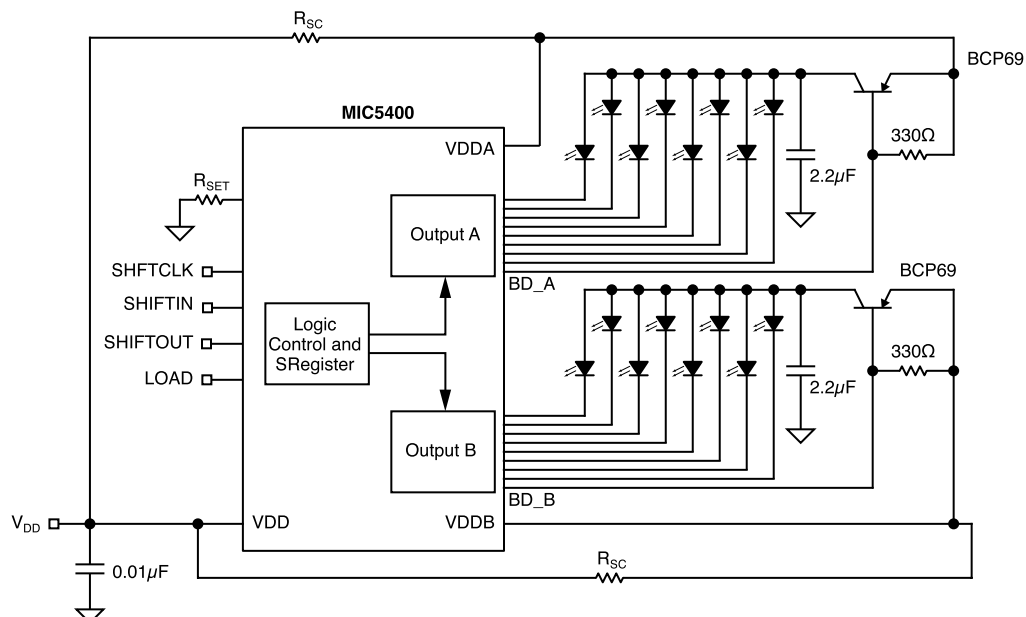 R_SC
BCP69
MIC5400
VDDA
330Ω
2.2µF
R_SET
Output A
SHFTCLK
BD_A
BCP69
SHIFTIN
Logic
Control and
SRegister
SHIFTOUT
330Ω
LOAD
2.2µF
Output B
BD_B
V_DD
VDD
VDDB
0.01µF
R_SC